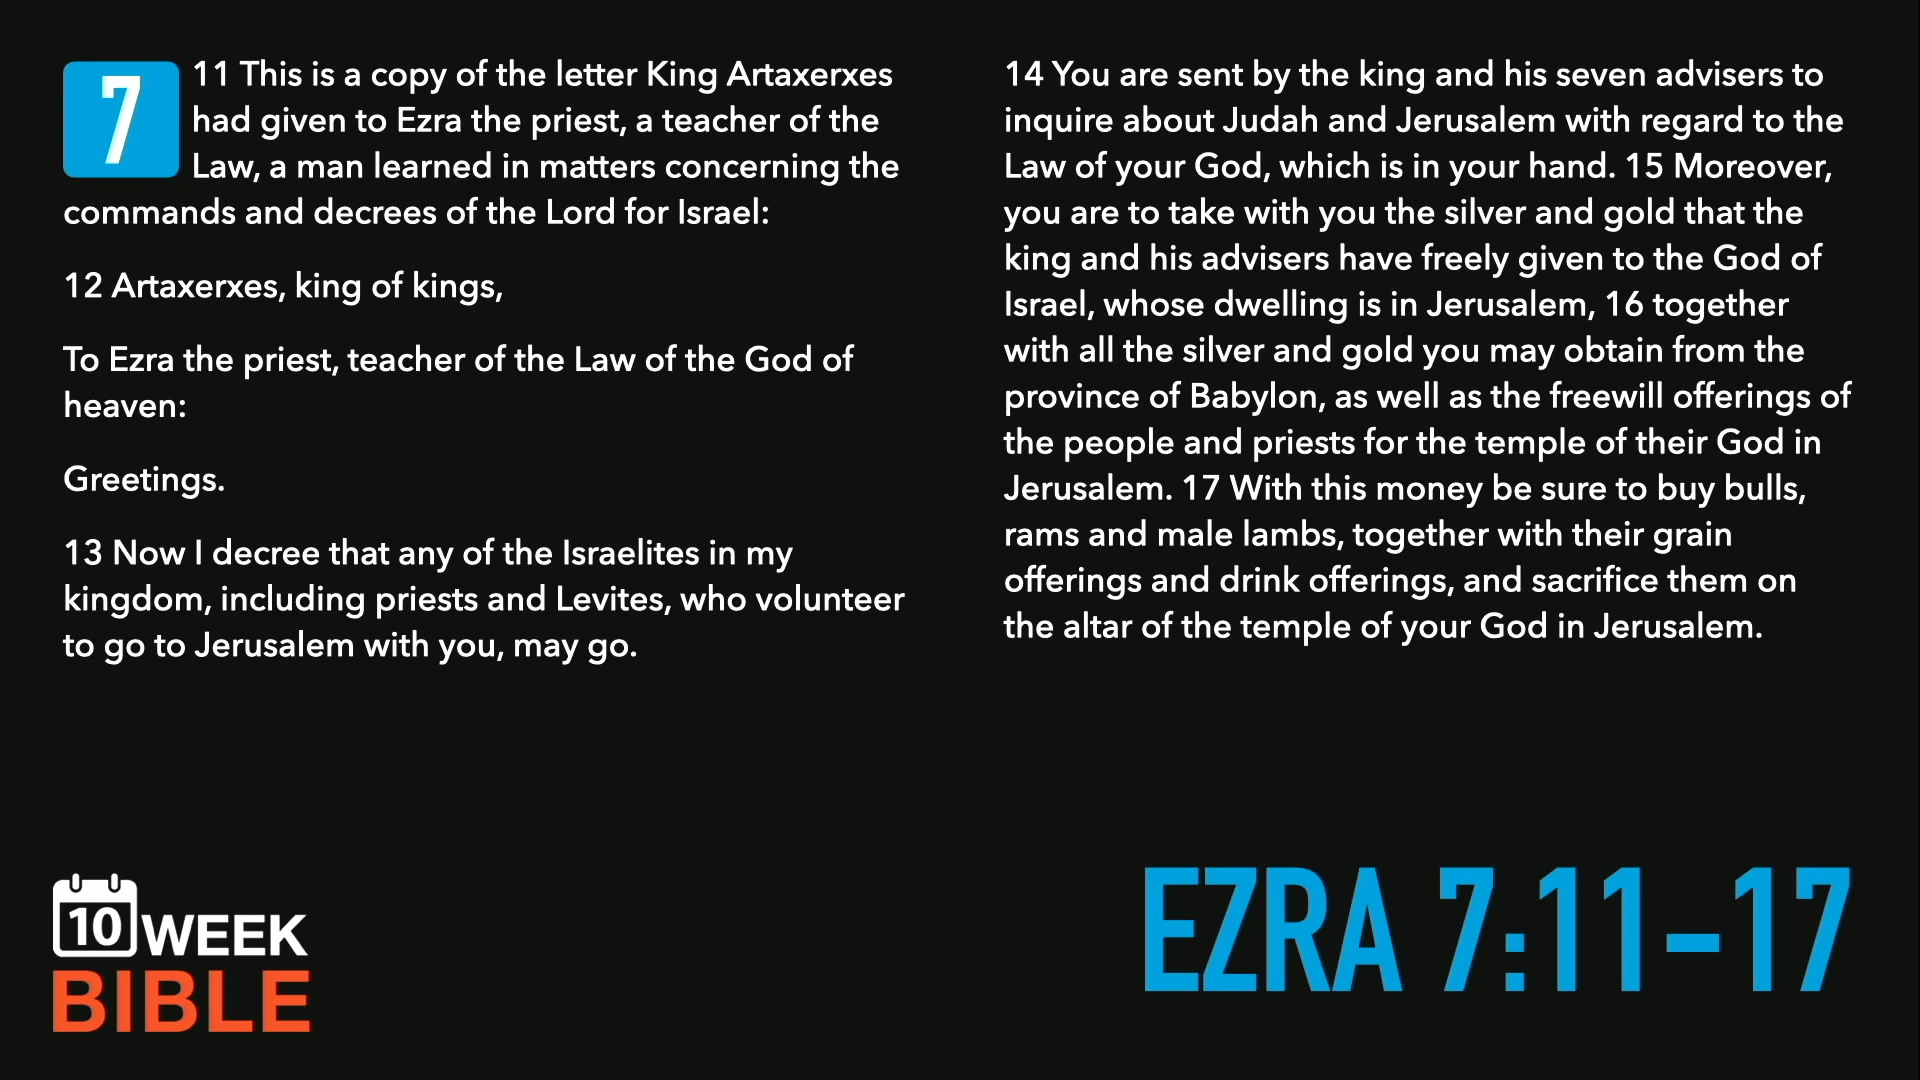 7
11 This is a copy of the letter King Artaxerxes
had given to Ezra the priest, a teacher of the
Law, a man learned in matters concerning the
commands and decrees of the Lord for Israel:
12 Artaxerxes, king of kings,
To Ezra the priest, teacher of the Law of the God of
heaven:
Greetings.
13 Now I decree that any of the Israelites in my
kingdom, including priests and Levites, who volunteer
to go to Jerusalem with you, may go.
14 You are sent by the king and his seven advisers to
inquire about Judah and Jerusalem with regard to the
Law of your God, which is in your hand. 15 Moreover,
you are to take with you the silver and gold that the
king and his advisers have freely given to the God of
Israel, whose dwelling is in Jerusalem, 16 together
with all the silver and gold you may obtain from the
province of Babylon, as well as the freewill offerings of
the people and priests for the temple of their God in
Jerusalem. 17 With this money be sure to buy bulls,
rams and male lambs, together with their grain
offerings and drink offerings, and sacrifice them on
the altar of the temple of your God in Jerusalem.
10 WEEK
BIBLE
EZRA 7:11-17